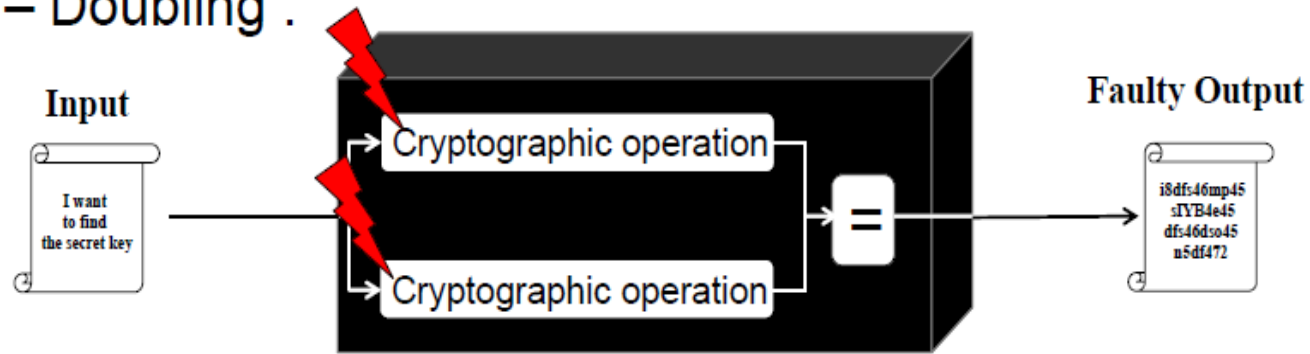 – Doubling :
Input
Faulty Output
I want
to find
the secret key
Cryptographic operation
Cryptographic operation
=
i8dfs46mp45
sIYB4e45
dfs46dso45
n5df472